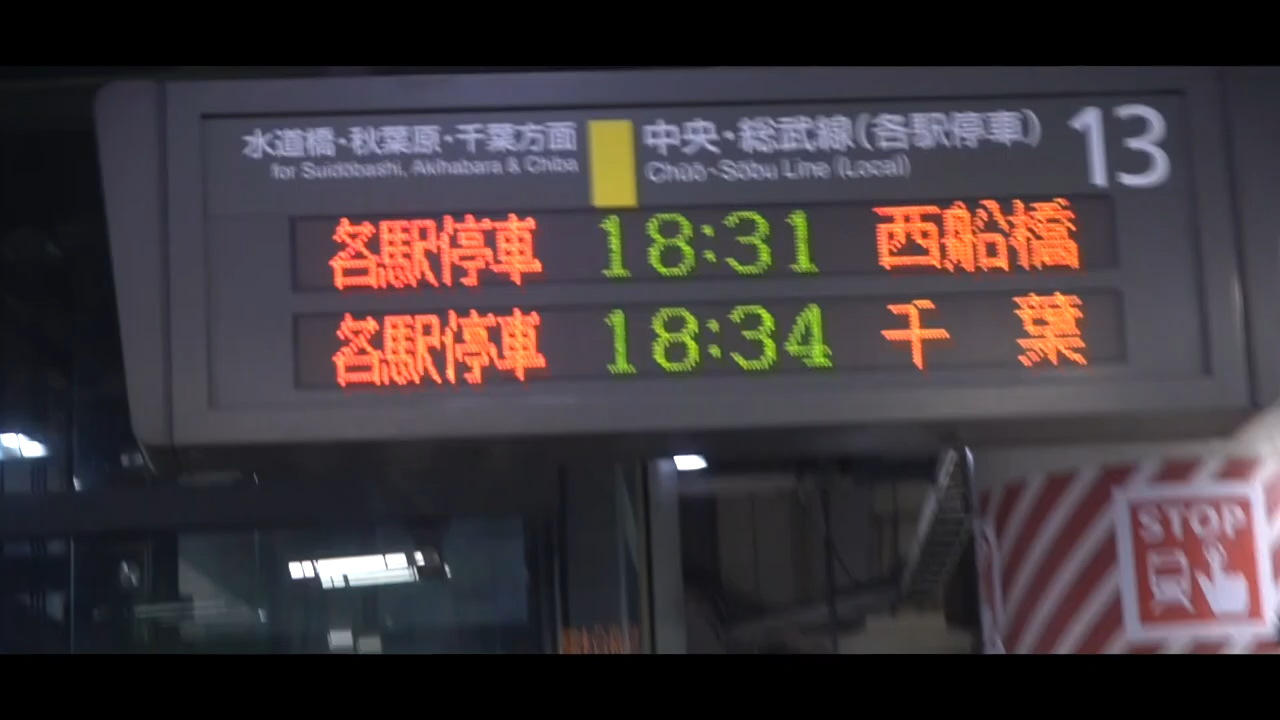 水道橋・秋葉原・千葉方面 中央・総武線(各駅停車) 13
for Suidōbashi, Akihabara & Chiba Chūō-Sōbu Line (Local)
各駅停車 18:31 西船橋
各駅停車 18:34 千 葉
STOP